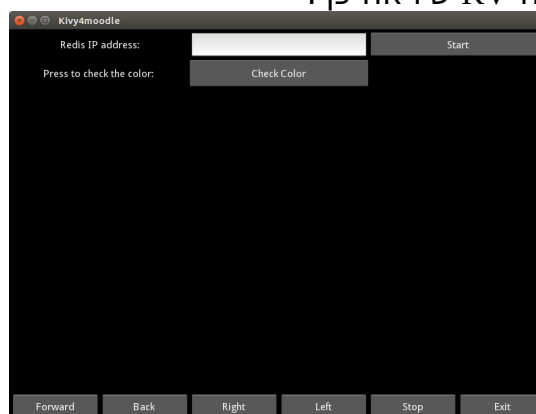 Kivy4moodle
Redis IP address: Start
Press to check the color: Check Color
Forward Back Right Left Stop Exit